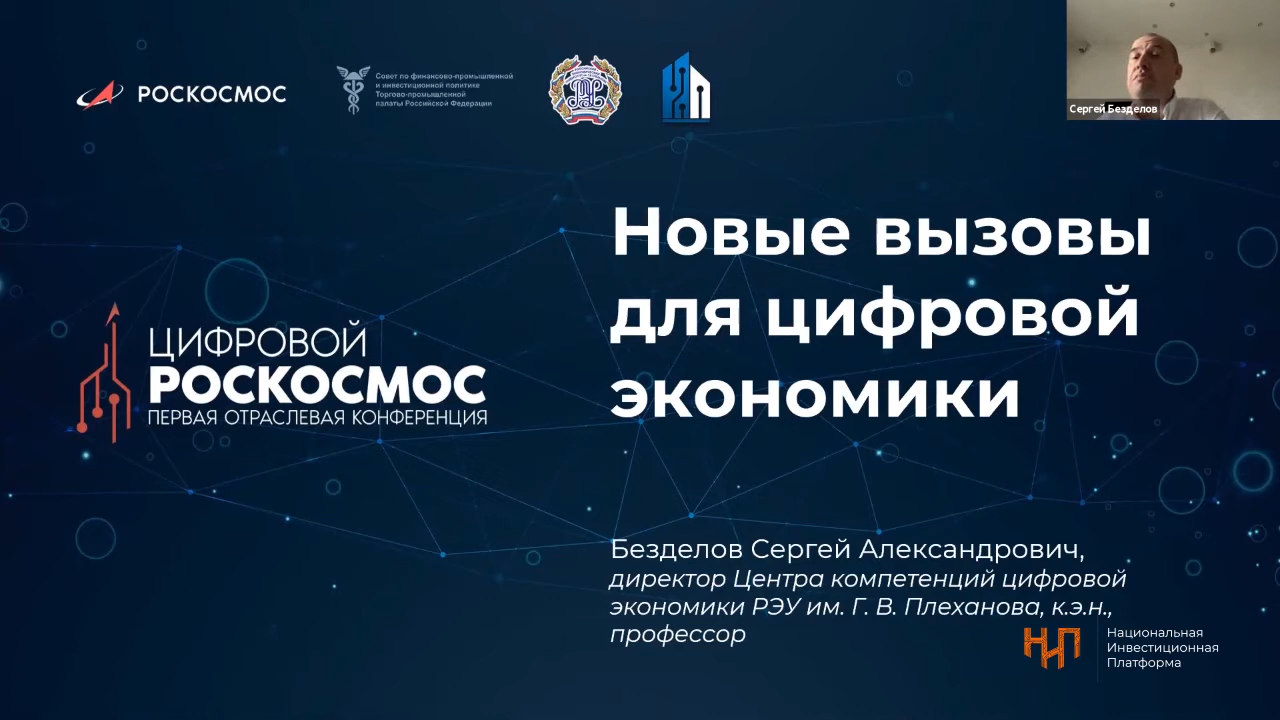 РОСКОСМОС
Совет по финансово-промышленной
и инвестиционной политике
Торгово-промышленной
палаты Российской Федерации
Сергей Безделов
Новые вызовы
для цифровой
экономики
ЦИФРОВОЙ
РОСКОСМОС
ПЕРВАЯ ОТРАСЛЕВАЯ КОНФЕРЕНЦИЯ
Безделов Сергей Александрович,
директор Центра компетенций цифровой
экономики РЭУ им. Г. В. Плеханова, к.э.н.,
профессор
НИП
Национальная
Инвестиционная
Платформа